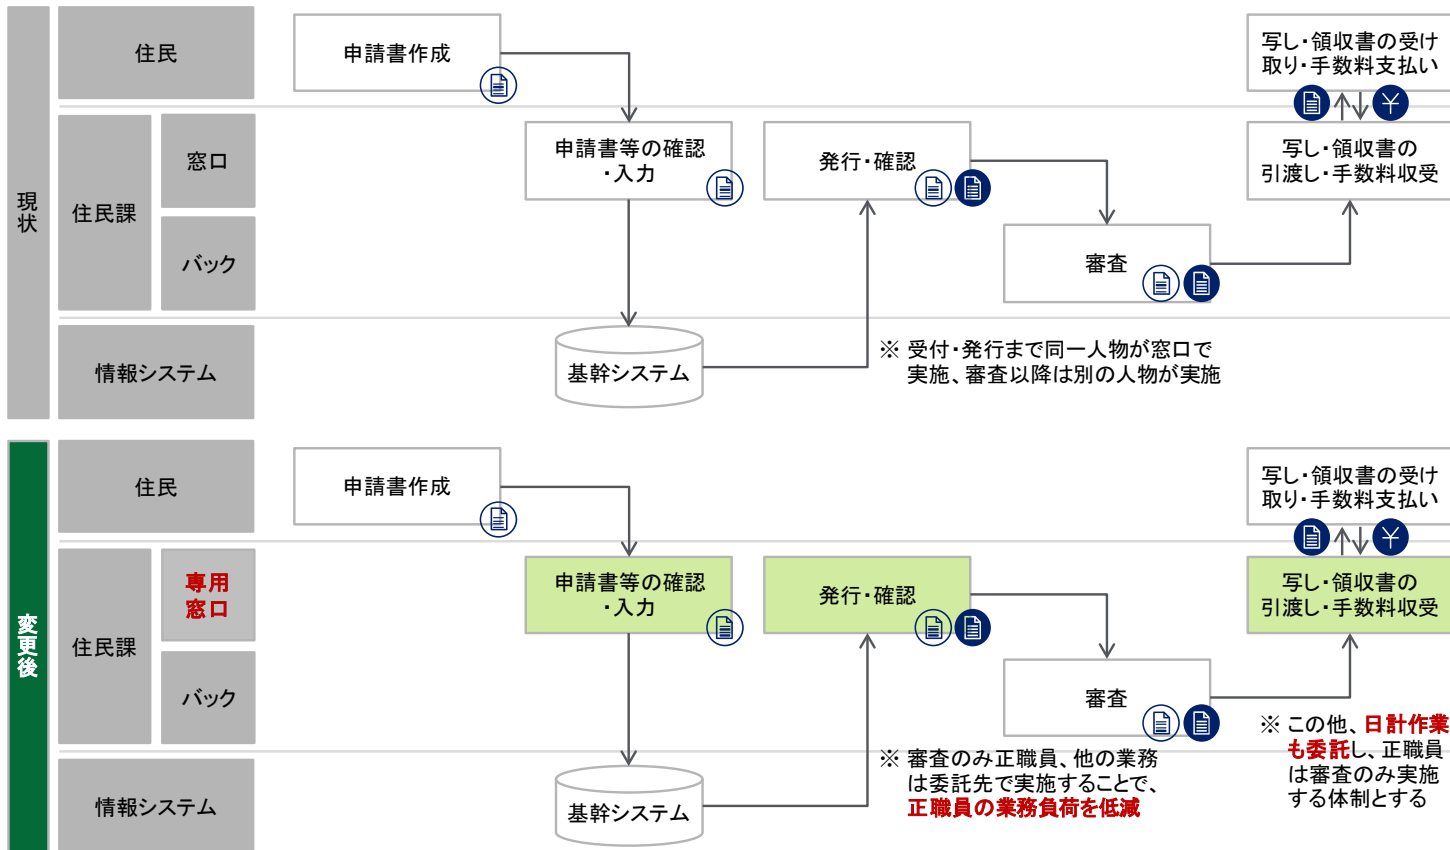 現状
住民
申請書作成
写し・領収書の受け
取り・手数料支払い
住民課
窓口
申請書等の確認
・入力
発行・確認
写し・領収書の
引渡し・手数料収受
バック
審査
情報システム
基幹システム
※ 受付・発行まで同一人物が窓口で
実施、審査以降は別の人物が実施
変更後
住民
申請書作成
写し・領収書の受け
取り・手数料支払い
住民課
専用
窓口
申請書等の確認
・入力
発行・確認
写し・領収書の
引渡し・手数料収受
バック
審査
情報システム
基幹システム
※ 審査のみ正職員、他の業務
は委託先で実施することで、
正職員の業務負荷を低減
※ この他、日計作業
も委託し、正職員
は審査のみ実施
する体制とする